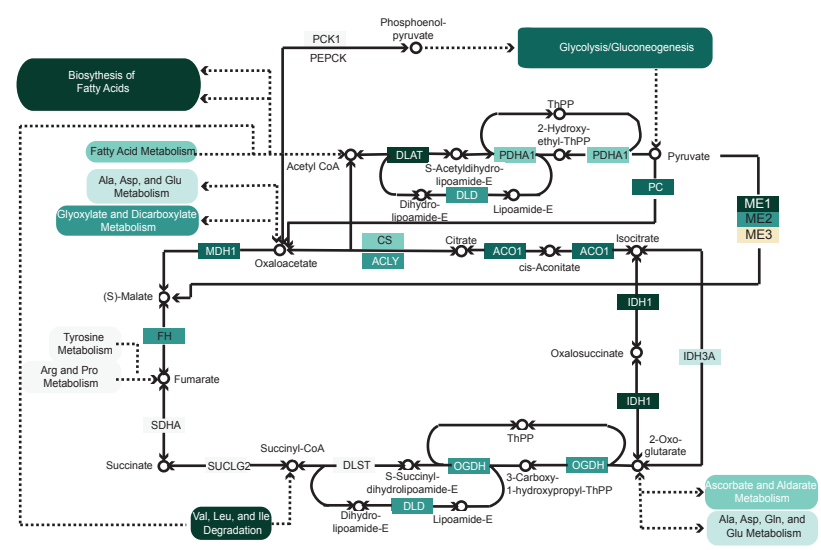 Phosphoenol-
pyruvate
PCK1
PEPCK
Glycolysis/Gluconeogenesis
Biosythesis of
Fatty Acids
ThPP
2-Hydroxy-
ethyl-ThPP
Fatty Acid Metabolism
Acetyl CoA
DLAT
S-Acetyldihydro-
lipoamide-E
PDHA1
PDHA1
Pyruvate
Ala, Asp, and Glu
Metabolism
Dihydro-
lipoamide-E
DLD
Lipoamide-E
PC
ME1
ME2
ME3
Glyoxylate and Dicarboxylate
Metabolism
MDH1
Oxaloacetate
CS
ACLY
Citrate
ACO1
cis-Aconitate
ACO1
Isocitrate
(S)-Malate
IDH1
FH
Tyrosine
Metabolism
Oxalosuccinate
IDH3A
Arg and Pro
Metabolism
Fumarate
IDH1
SDHA
ThPP
2-Oxo-
glutarate
Succinate
SUCLG2
Succinyl-CoA
DLST
S-Succinyl-
dihydrolipoamide-E
OGDH
3-Carboxy-
1-hydroxypropyl-ThPP
OGDH
Ascorbate and Aldarate
Metabolism
Val, Leu, and Ile
Degradation
Dihydro-
lipoamide-E
DLD
Lipoamide-E
Ala, Asp, Gln, and
Glu Metabolism